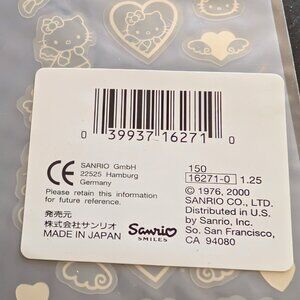 0 39937 16271 0
CE
SANRIO GmbH
22525 Hamburg
Germany
Please retain this information
for future reference.
発売元
株式会社サンリオ
MADE IN JAPAN
Sanrio
SMILES
150
16271-0 1.25
© 1976, 2000
SANRIO CO., LTD.
Distributed in U.S.
by Sanrio, Inc.
So. San Francisco,
CA 94080